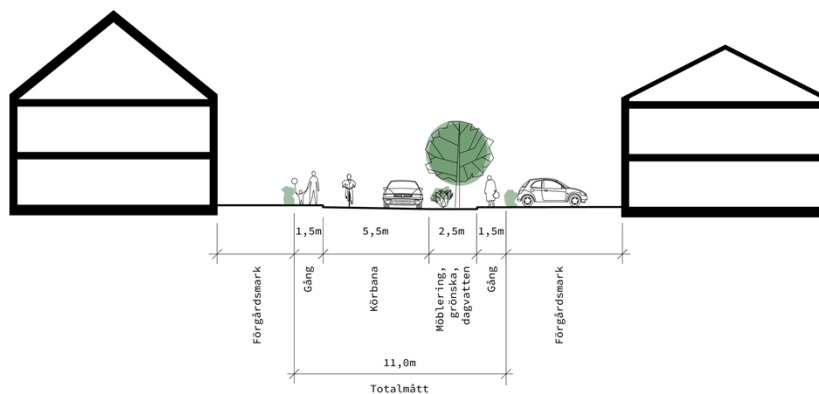 1,5m
5,5m
2,5m
1,5m
Förgårdsmark
Gång
Körbana
Möblering,
grönska,
dagvatten
Gång
Förgårdsmark
11,0m
Totalmått